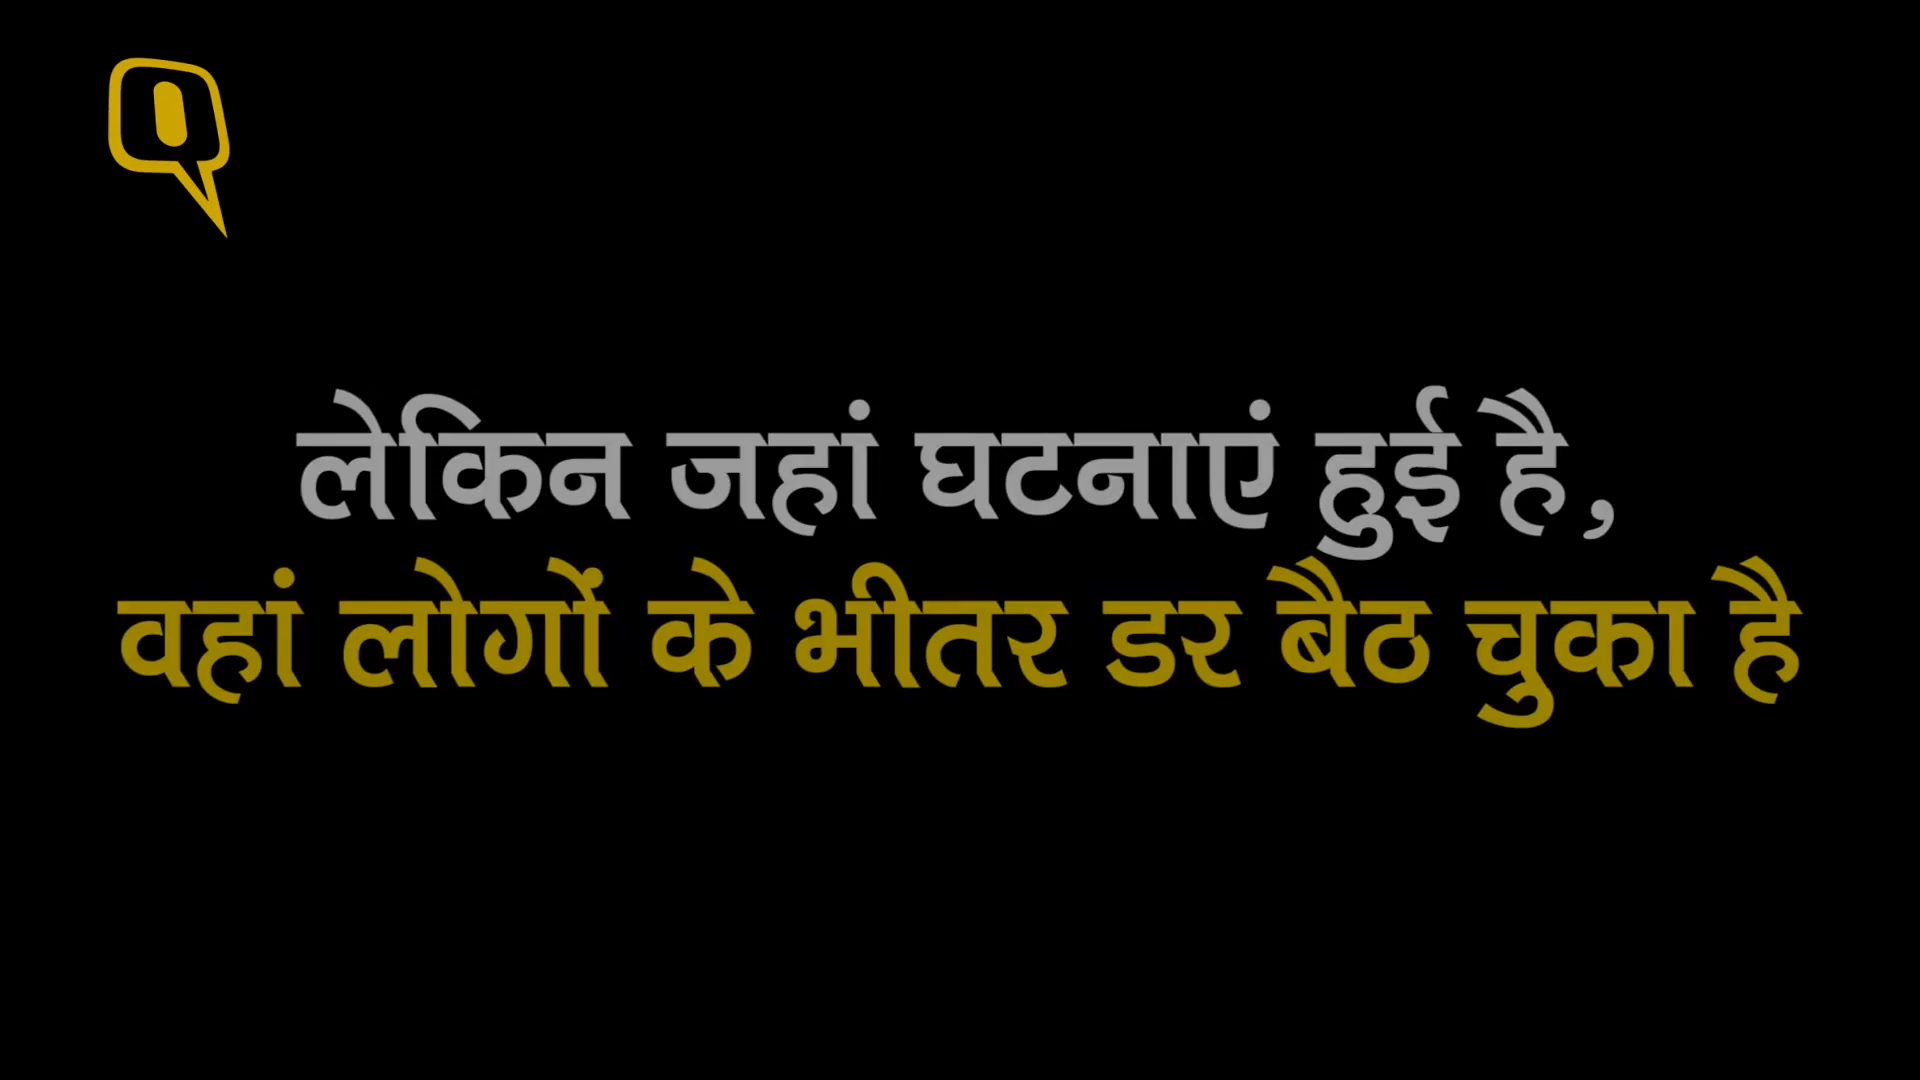 लेकिन जहां घटनाएं हुई है,
वहां लोगों के भीतर डर बैठ चुका है